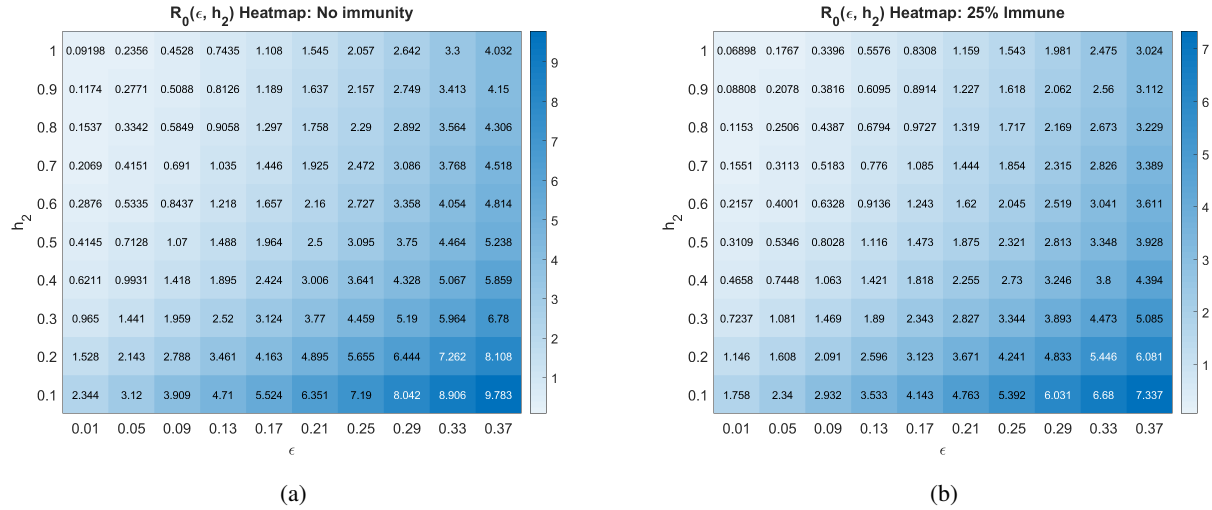 R0(ϵ, h2) Heatmap: No immunity
1 0.09198 0.2356 0.4528 0.7435 1.108 1.545 2.057 2.642 3.3 4.032
0.9 0.1174 0.2771 0.5088 0.8126 1.189 1.637 2.157 2.749 3.413 4.15
0.8 0.1537 0.3342 0.5849 0.9058 1.297 1.758 2.29 2.892 3.564 4.306
0.7 0.2069 0.4151 0.691 1.035 1.446 1.925 2.472 3.086 3.768 4.518
0.6 0.2876 0.5335 0.8437 1.218 1.657 2.16 2.727 3.358 4.054 4.814
0.5 0.4145 0.7128 1.07 1.488 1.964 2.5 3.095 3.75 4.464 5.238
0.4 0.6211 0.9931 1.418 1.895 2.424 3.006 3.641 4.328 5.067 5.859
0.3 0.965 1.441 1.959 2.52 3.124 3.77 4.459 5.19 5.964 6.78
0.2 1.528 2.143 2.788 3.461 4.163 4.895 5.655 6.444 7.262 8.108
0.1 2.344 3.12 3.909 4.71 5.524 6.351 7.19 8.042 8.906 9.783
0.01 0.05 0.09 0.13 0.17 0.21 0.25 0.29 0.33 0.37
h2
ϵ
9
8
7
6
5
4
3
2
1
(a)
R0(ϵ, h2) Heatmap: 25% Immune
1 0.06898 0.1767 0.3396 0.5576 0.8308 1.159 1.543 1.981 2.475 3.024
0.9 0.08808 0.2078 0.3816 0.6095 0.8914 1.227 1.618 2.062 2.56 3.112
0.8 0.1153 0.2506 0.4387 0.6794 0.9727 1.319 1.717 2.169 2.673 3.229
0.7 0.1551 0.3113 0.5183 0.776 1.085 1.444 1.854 2.315 2.826 3.389
0.6 0.2157 0.4001 0.6328 0.9136 1.243 1.62 2.045 2.519 3.041 3.611
0.5 0.3109 0.5346 0.8028 1.116 1.473 1.875 2.321 2.813 3.348 3.928
0.4 0.4658 0.7448 1.063 1.421 1.818 2.255 2.73 3.246 3.8 4.394
0.3 0.7237 1.081 1.469 1.89 2.343 2.827 3.344 3.893 4.473 5.085
0.2 1.146 1.608 2.091 2.596 3.123 3.671 4.241 4.833 5.446 6.081
0.1 1.758 2.34 2.932 3.533 4.143 4.763 5.392 6.031 6.68 7.337
0.01 0.05 0.09 0.13 0.17 0.21 0.25 0.29 0.33 0.37
h2
ϵ
7
6
5
4
3
2
1
(b)